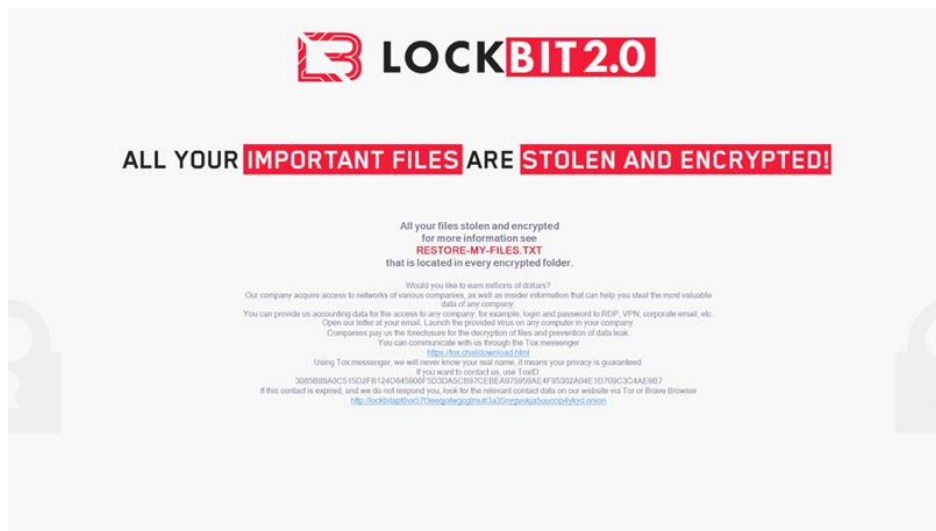 LOCKBIT 2.0
ALL YOUR IMPORTANT FILES ARE STOLEN AND ENCRYPTED!
All your files stolen and encrypted
for more information see
RESTORE-MY-FILES.TXT
that is located in every encrypted folder.
Would you like to earn millions of dollars?
Our company acquire access to networks of various companies, as well as insider information that can help you steal the most valuable
data of any company.
You can provide us accounting data for the access to any company, for example, login and password to RDP, VPN, corporate email, etc.
Open our letter at your email. Launch the provided virus on any computer in your company.
Companies pay us the foreclosure for the decryption of files and prevention of data leak.
You can communicate with us through the Tox messenger
https://tox.chat/download.html
Using Tox messenger, we will never know your real name, it means your privacy is guaranteed.
If you want to contact us, use ToxID
If this contact is expired, and we do not respond you, look for the relevant contact data on our website via Tor or Brave Browser